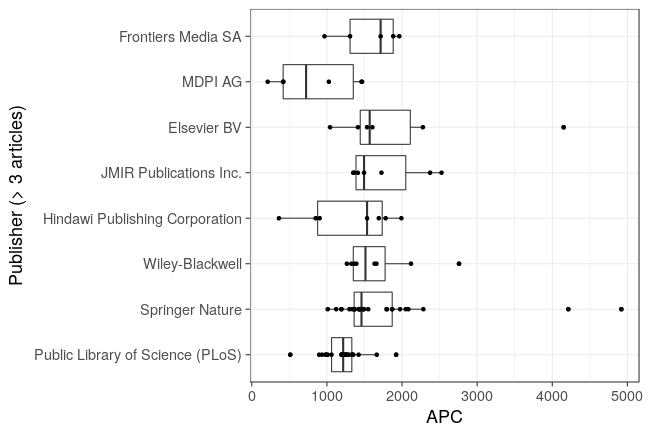 Frontiers Media SA
MDPI AG
Elsevier BV
JMIR Publications Inc.
Hindawi Publishing Corporation
Wiley-Blackwell
Springer Nature
Public Library of Science (PLoS)
Publisher (> 3 articles)
0 1000 2000 3000 4000 5000
APC